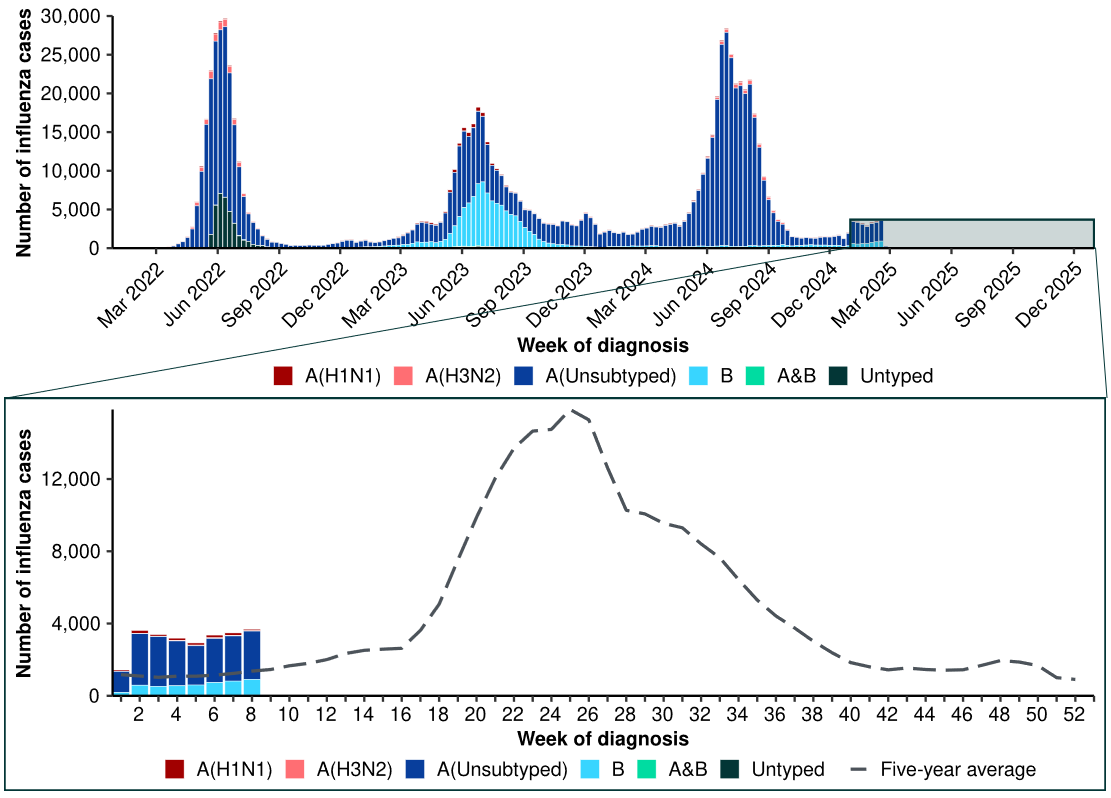 Number of influenza cases
30,000
25,000
20,000
15,000
10,000
5,000
0
Mar 2022 Jun 2022 Sep 2022 Dec 2022 Mar 2023 Jun 2023 Sep 2023 Dec 2023 Mar 2024 Jun 2024 Sep 2024 Dec 2024 Mar 2025 Jun 2025 Sep 2025 Dec 2025
Week of diagnosis
A(H1N1) A(H3N2) A(Unsubtyped) B A&B Untyped
Number of influenza cases
12,000
8,000
4,000
0
2 4 6 8 10 12 14 16 18 20 22 24 26 28 30 32 34 36 38 40 42 44 46 48 50 52
Week of diagnosis
A(H1N1) A(H3N2) A(Unsubtyped) B A&B Untyped Five-year average